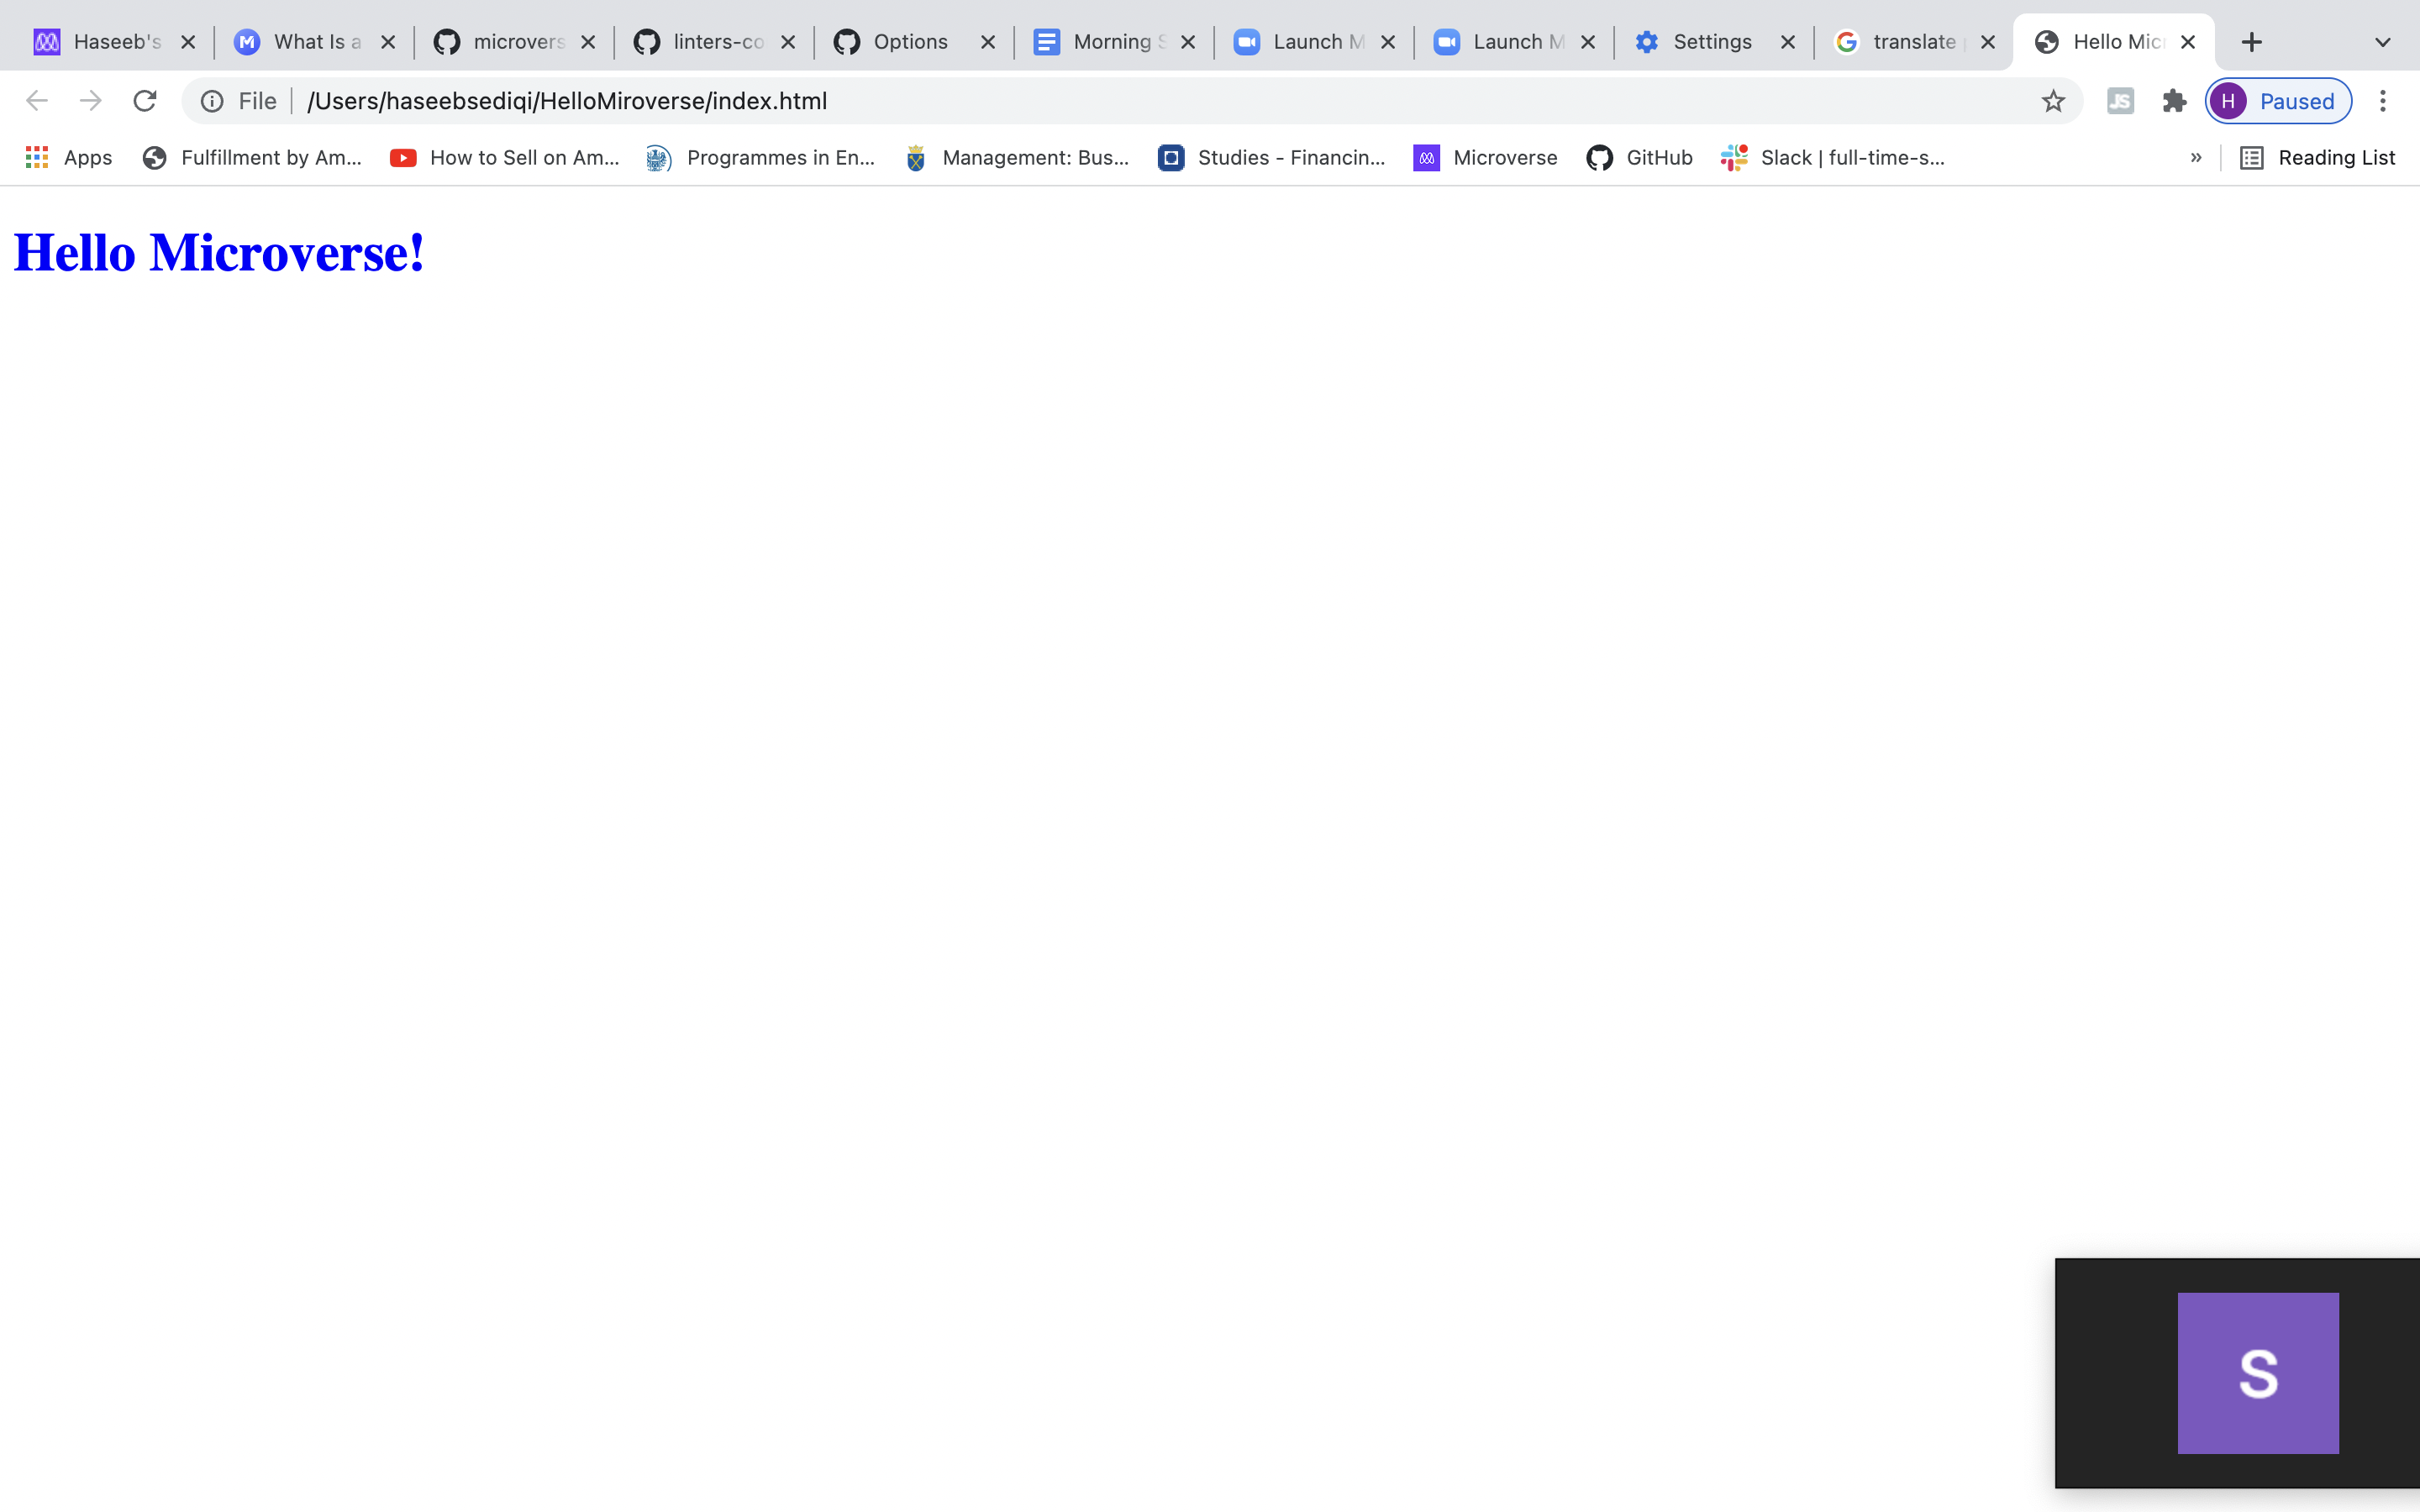 Haseeb's
What Is a
microvers
linters-co
Options
Morning S
Launch M
Launch M
Settings
translate
Hello Mic
File /Users/haseebsediqi/HelloMiroverse/index.html
JS
H Paused
Apps
Fulfillment by Am...
How to Sell on Am...
Programmes in En...
Management: Bus...
Studies - Financin...
Microverse
GitHub
Slack | full-time-s...
»
Reading List
Hello Microverse!
S